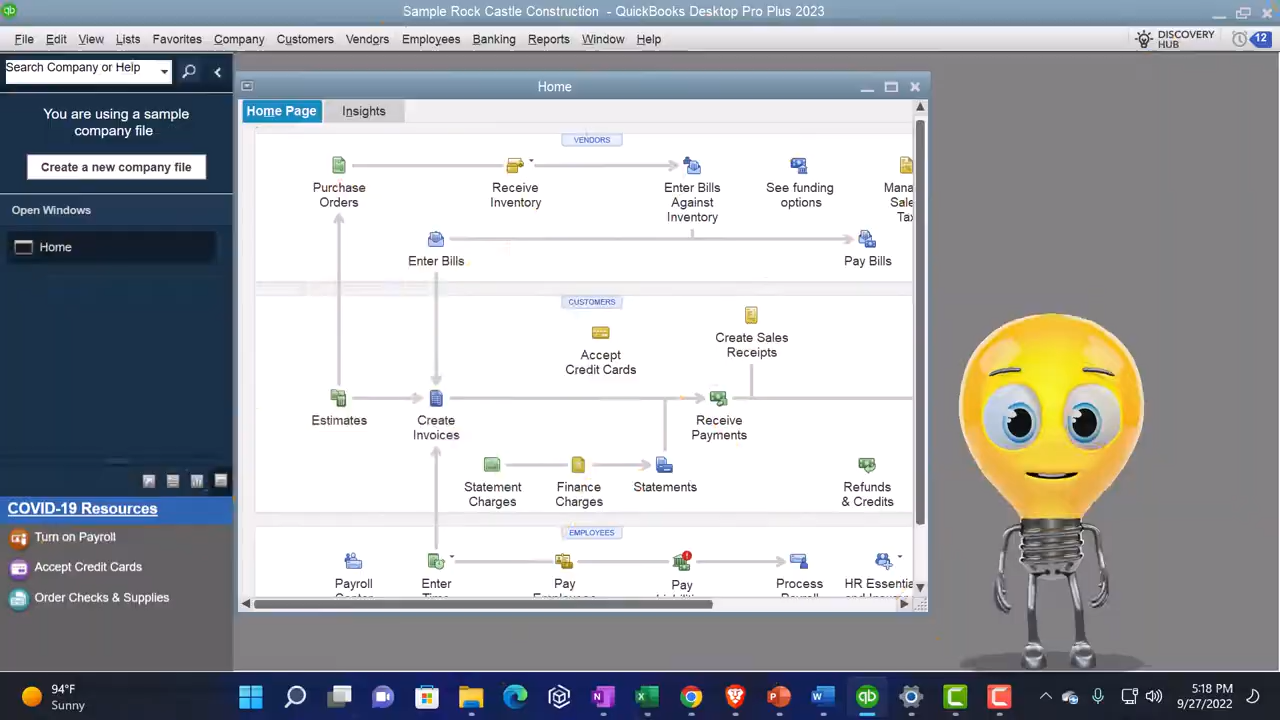 Sample Rock Castle Construction - QuickBooks Desktop Pro Plus 2023
File Edit View Lists Favorites Company Customers Vendors Employees Banking Reports Window Help
DISCOVERY
HUB
12
Search Company or Help
You are using a sample
company file
Create a new company file
Open Windows
Home
COVID-19 Resources
Turn on Payroll
Accept Credit Cards
Order Checks & Supplies
Home
Home Page Insights
VENDORS
Purchase
Orders
Receive
Inventory
Enter Bills
Against
Inventory
See funding
options
Mana
Sale
Tax
Enter Bills
Pay Bills
CUSTOMERS
Accept
Credit Cards
Create Sales
Receipts
Estimates
Create
Invoices
Receive
Payments
Statement
Charges
Finance
Charges
Statements
Refunds
& Credits
EMPLOYEES
Payroll
Enter
Pay
Pay
Process
HR Essentia
94°F
Sunny
5:18 PM
9/27/2022